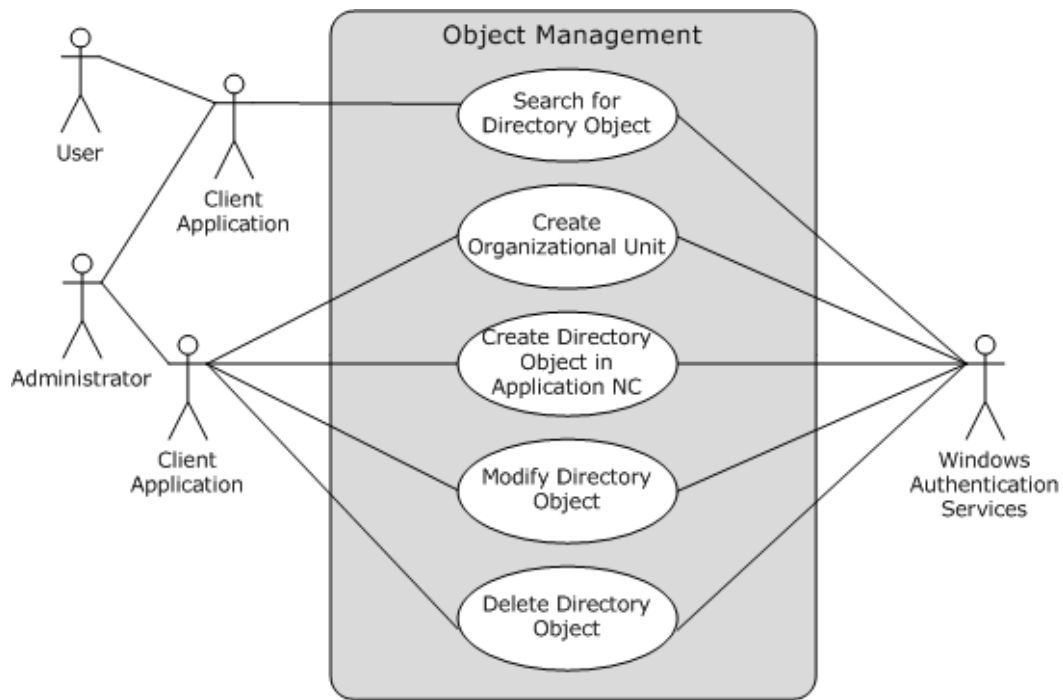 Object Management
Search for
Directory Object
User
Client
Application
Create
Organizational Unit
Create Directory
Object in
Application NC
Administrator
Client
Application
Modify Directory
Object
Windows
Authentication
Services
Delete Directory
Object